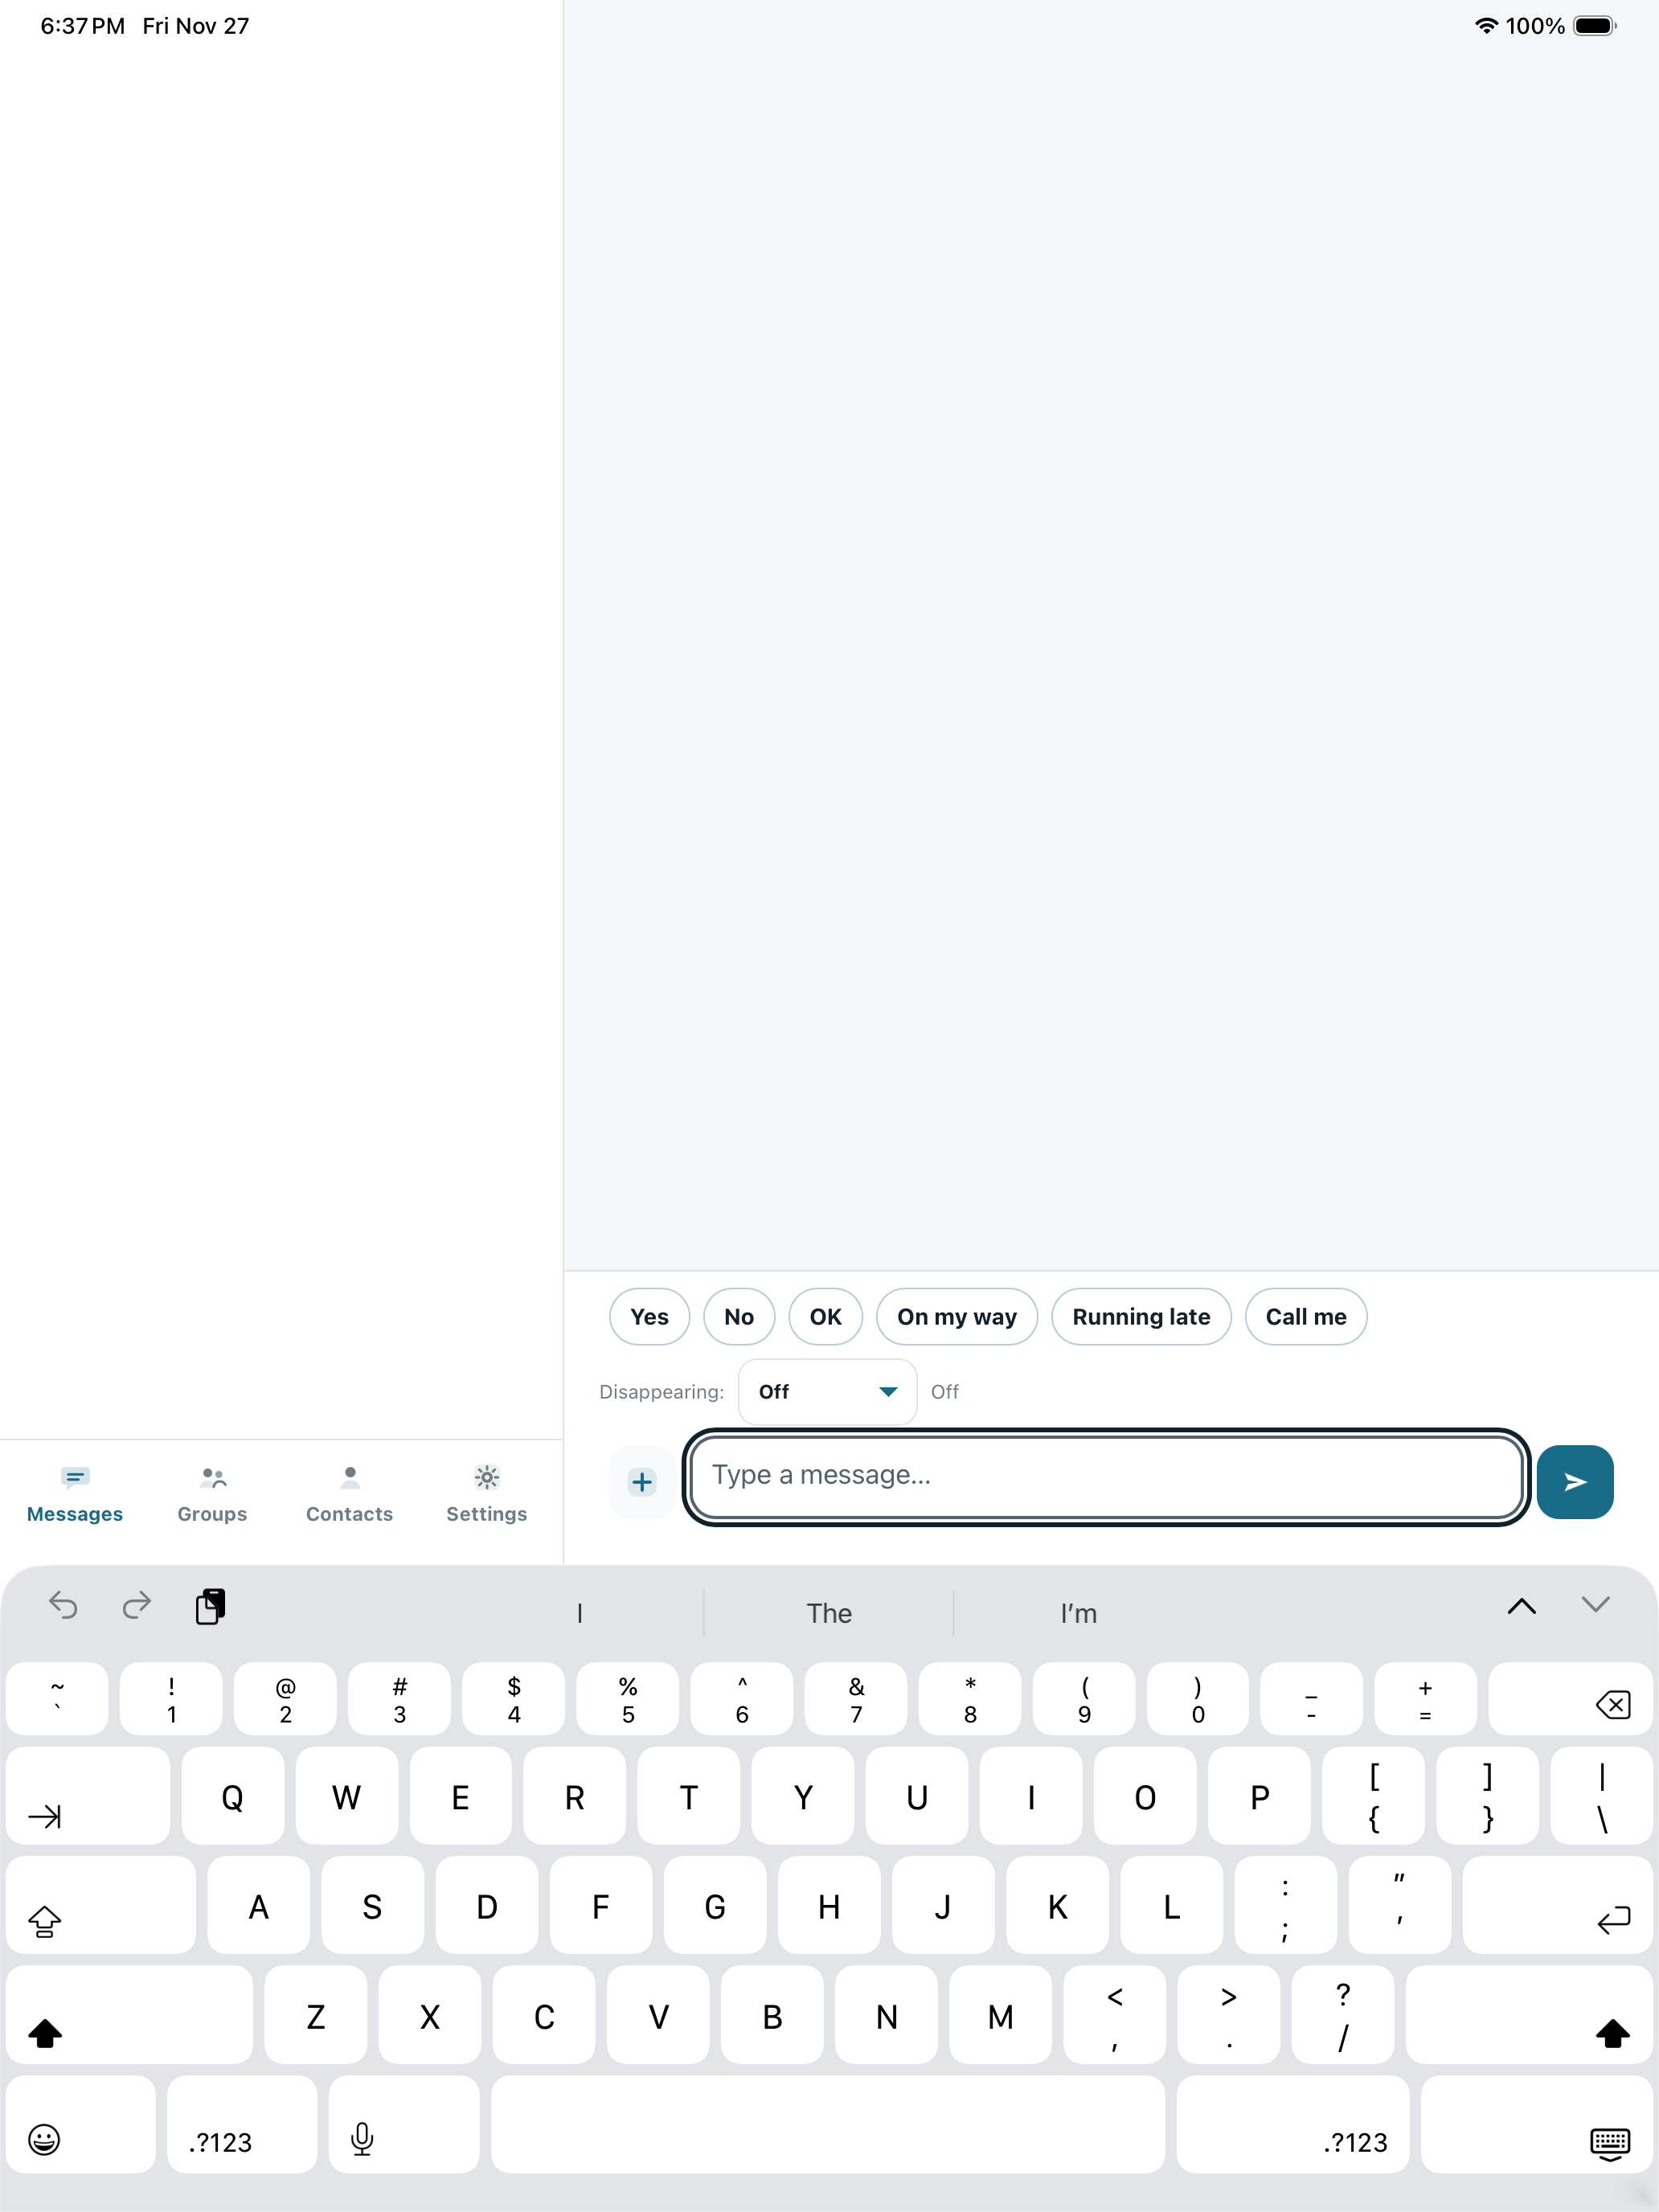 6:37 PM Fri Nov 27
100%
Yes No OK On my way Running late Call me
Disappearing: Off Off
Type a message...
Messages Groups Contacts Settings
I The I'm
~ ! @ # $ % ^ & * ( ) _ +
` 1 2 3 4 5 6 7 8 9 0 - =
Q W E R T Y U I O P [ ] |
{ } \
A S D F G H J K L : "
; '
Z X C V B N M < > ?
, . /
.?123 .?123